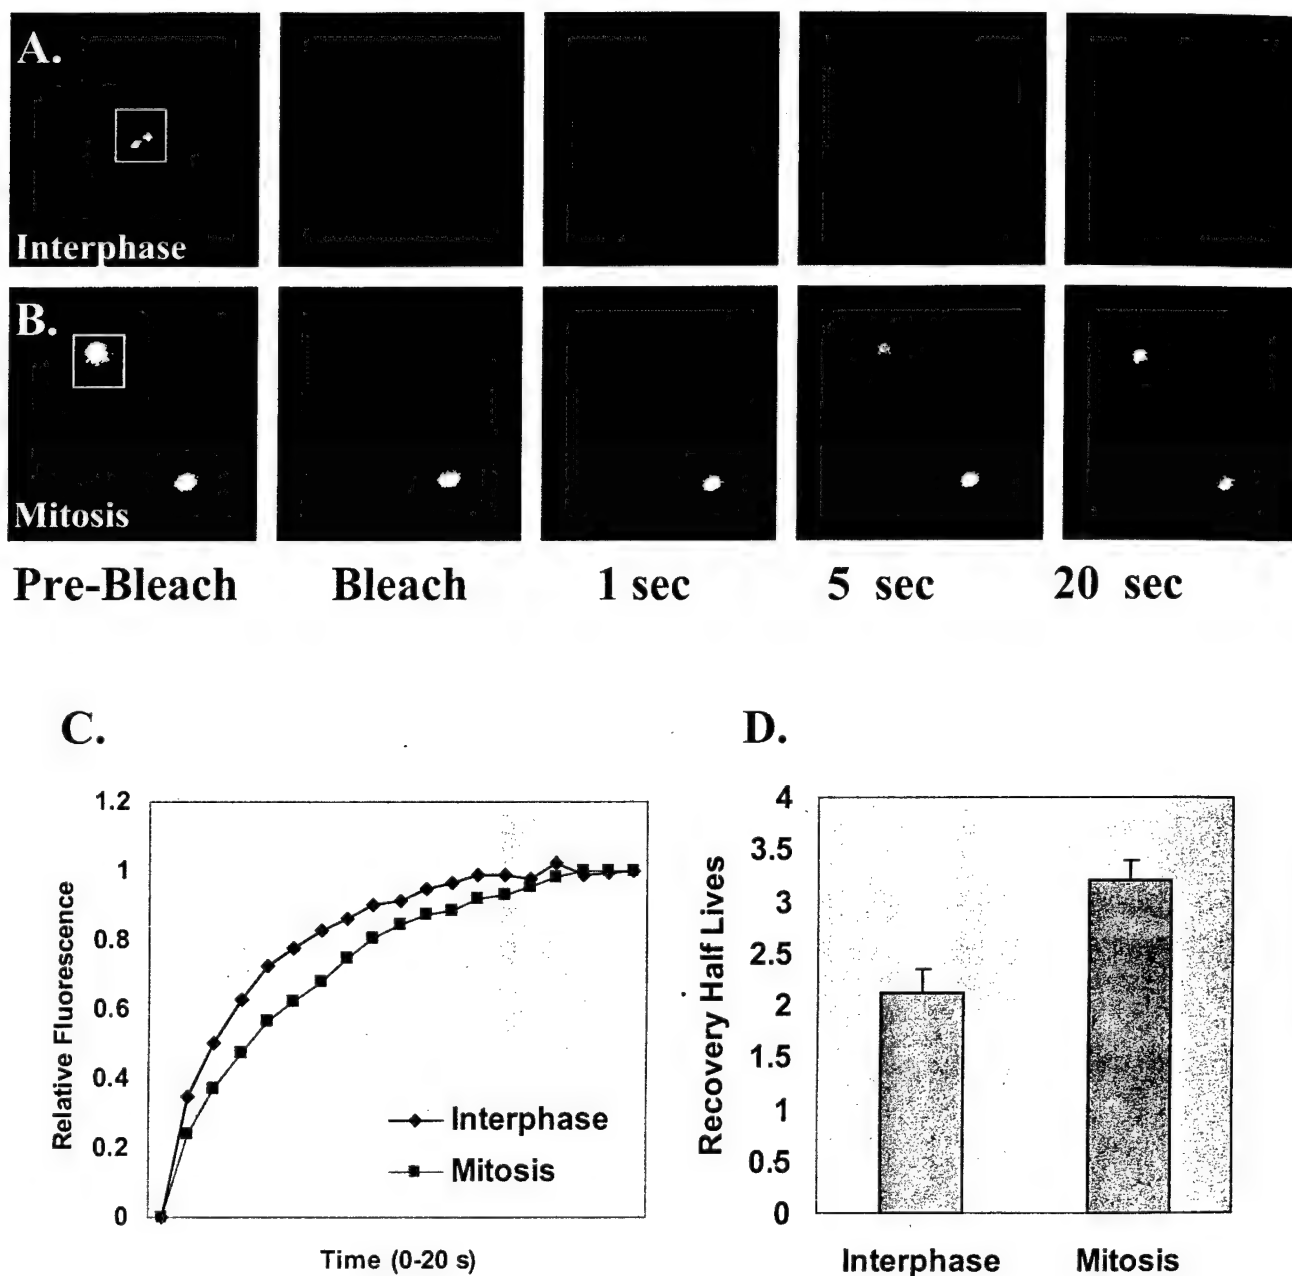 A.
Interphase
B.
Mitosis
Pre-Bleach Bleach 1 sec 5 sec 20 sec
C.
1.2
1
0.8
0.6
0.4
0.2
0
Relative Fluorescence
Interphase
Mitosis
Time (0-20 s)
D.
4
3.5
3
2.5
2
1.5
1
0.5
0
Recovery Half Lives
Interphase Mitosis